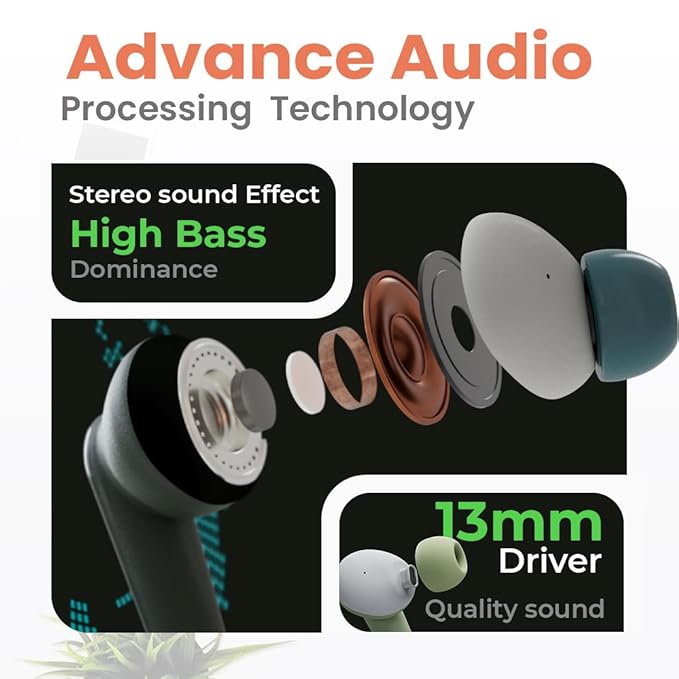 Advance Audio
Processing Technology
Stereo sound Effect
High Bass
Dominance
13mm
Driver
Quality sound